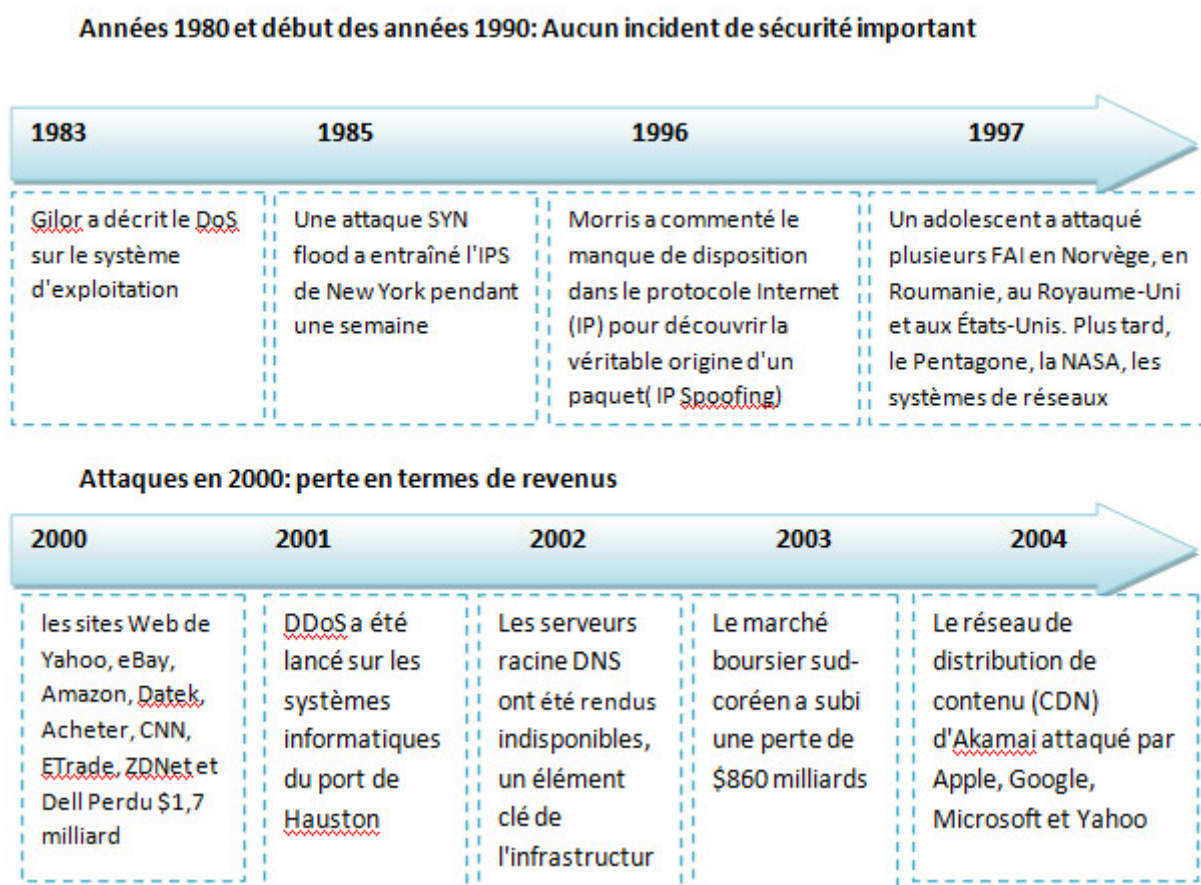 Années 1980 et début des années 1990: Aucun incident de sécurité important
1983
1985
1996
1997
Gilor a décrit le DoS
sur le système
d'exploitation
Une attaque SYN
flood a entraîné l'IPS
de New York pendant
une semaine
Morris a commenté le
manque de disposition
dans le protocole Internet
(IP) pour découvrir la
véritable origine d'un
paquet( IP Spoofing)
Un adolescent a attaqué
plusieurs FAI en Norvège, en
Roumanie, au Royaume-Uni
et aux États-Unis. Plus tard,
le Pentagone, la NASA, les
systèmes de réseaux
Attaques en 2000: perte en termes de revenus
2000
2001
2002
2003
2004
les sites Web de
Yahoo, eBay,
Amazon, Datek,
Acheter, CNN,
ETrade, ZDNet et
Dell Perdu $1,7
milliard
DDoS a été
lancé sur les
systèmes
informatiques
du port de
Hauston
Les serveurs
racine DNS
ont été rendus
indisponibles,
un élément
clé de
l'infrastructur
Le marché
boursier sud-
coréen a subi
une perte de
$860 milliards
Le réseau de
distribution de
contenu (CDN)
d'Akamai attaqué par
Apple, Google,
Microsoft et Yahoo